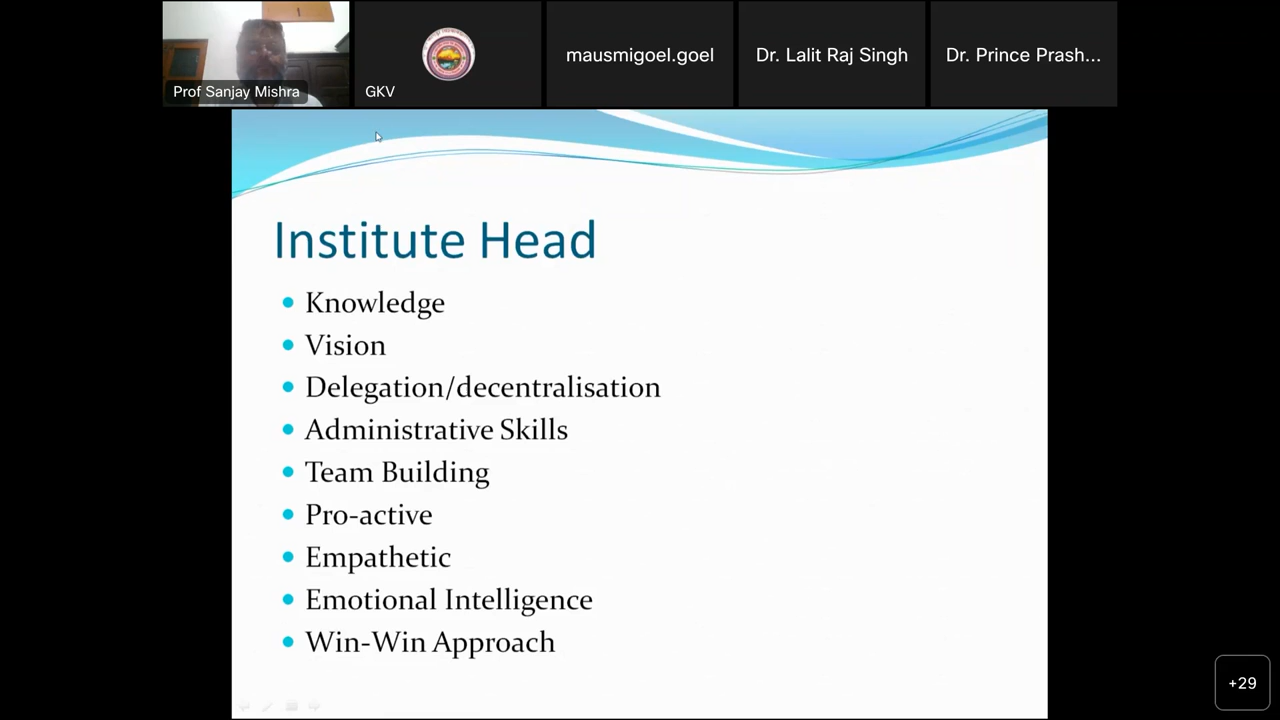 Prof Sanjay Mishra
GKV
mausmigoel.goel
Dr. Lalit Raj Singh
Dr. Prince Prash...
Institute Head
• Knowledge
• Vision
• Delegation/decentralisation
• Administrative Skills
• Team Building
• Pro-active
• Empathetic
• Emotional Intelligence
• Win-Win Approach
+29